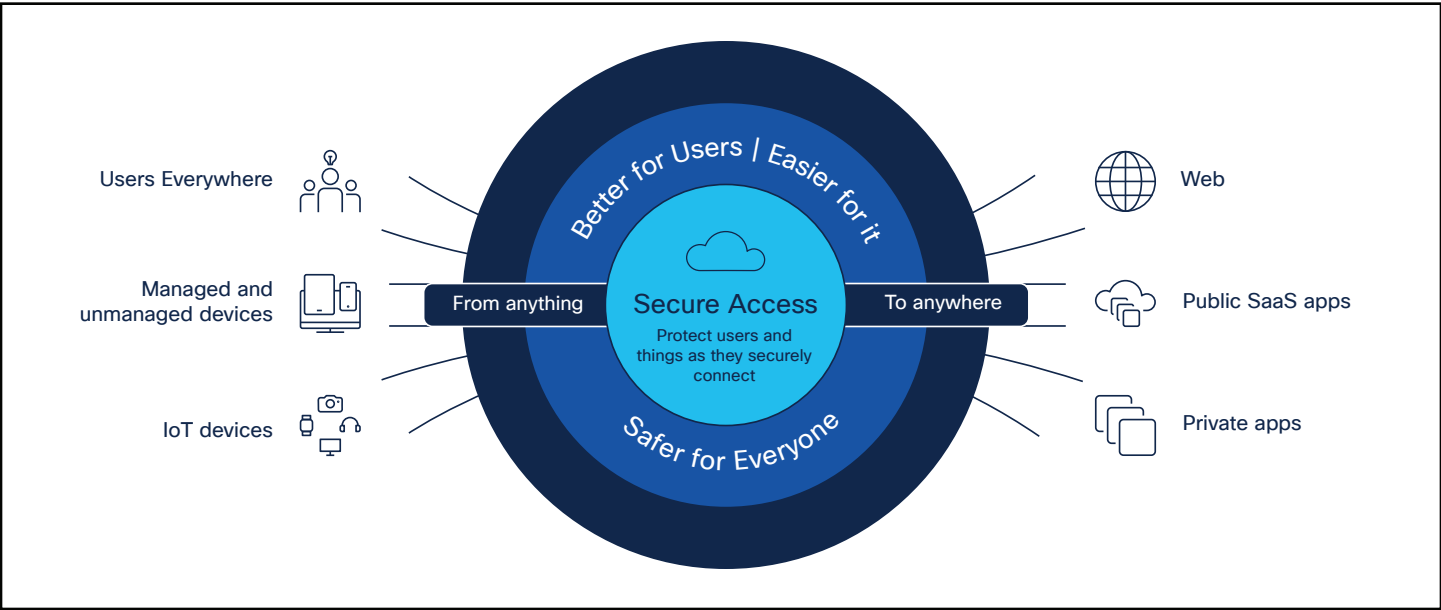 Users Everywhere
Managed and
unmanaged devices
IoT devices
Better for Users | Easier for it
From anything
Secure Access
Protect users and
things as they securely
connect
To anywhere
Safer for Everyone
Web
Public SaaS apps
Private apps